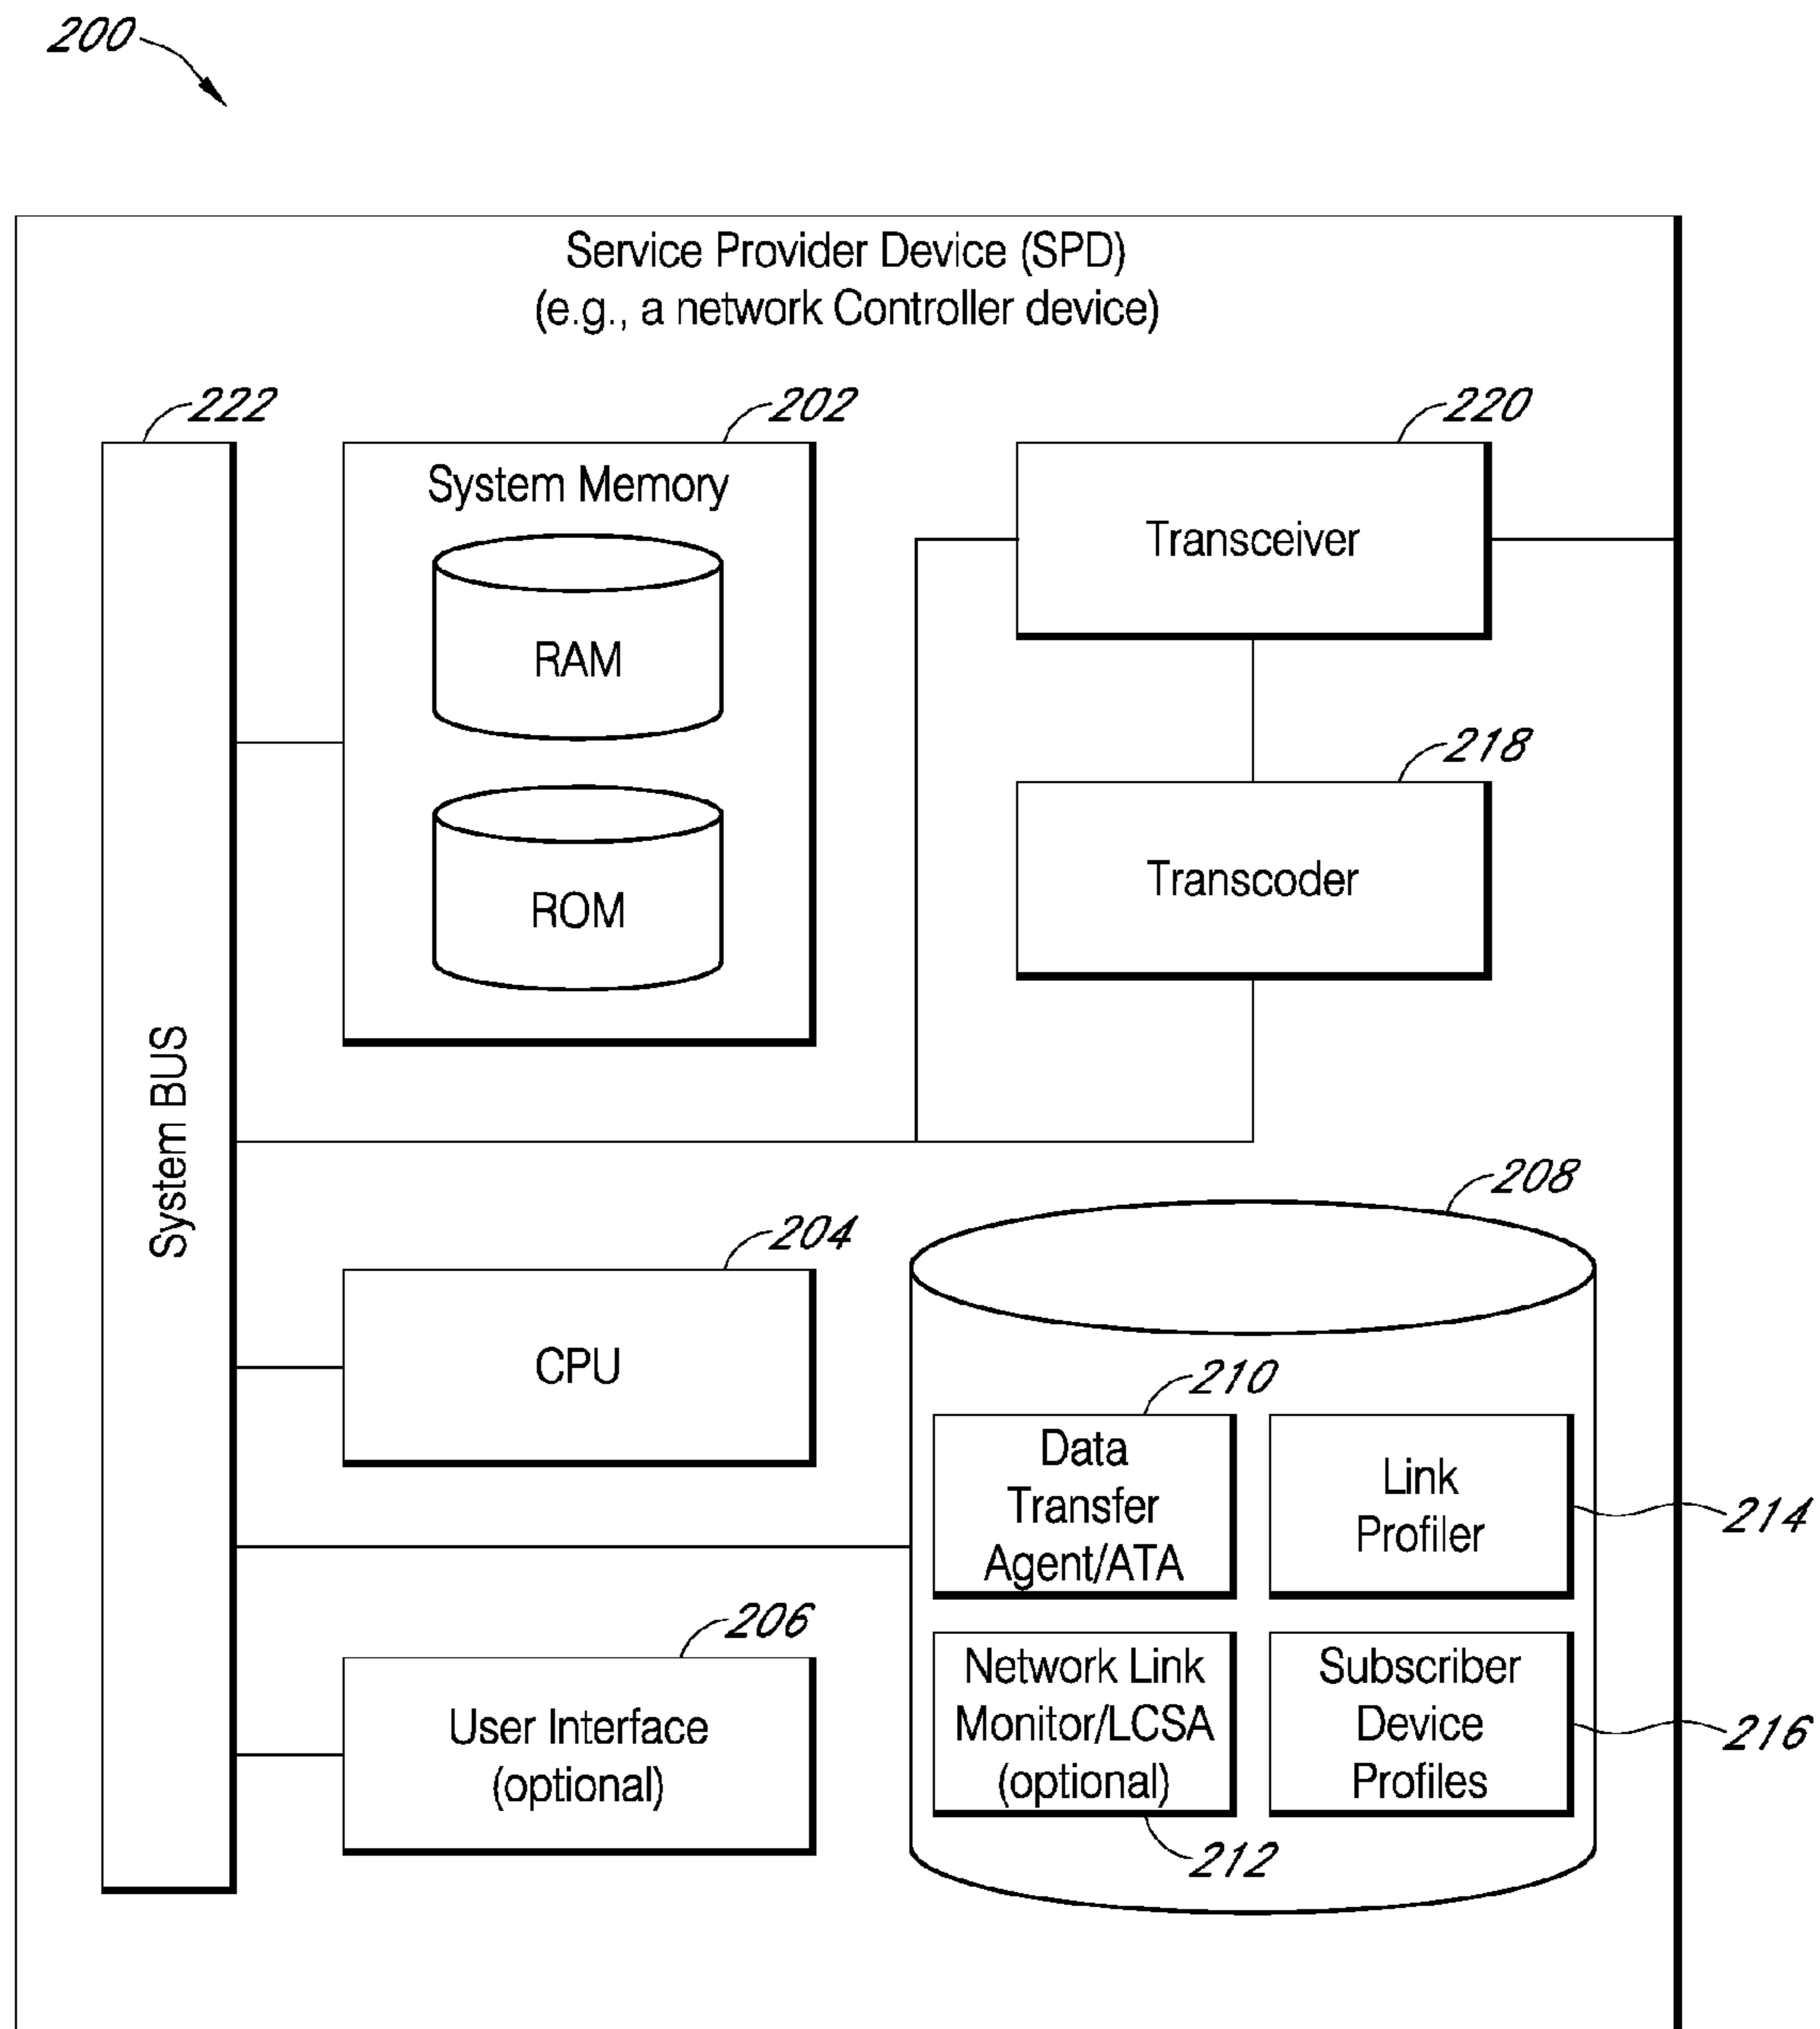 200
Service Provider Device (SPD)
(e.g., a network Controller device)
222
202
220
System Memory
RAM
ROM
Transceiver
218
Transcoder
System BUS
204
CPU
208
210
Data
Transfer
Agent/ATA
Link
Profiler
214
206
User Interface
(optional)
Network Link
Monitor/LCSA
(optional)
212
Subscriber
Device
Profiles
216